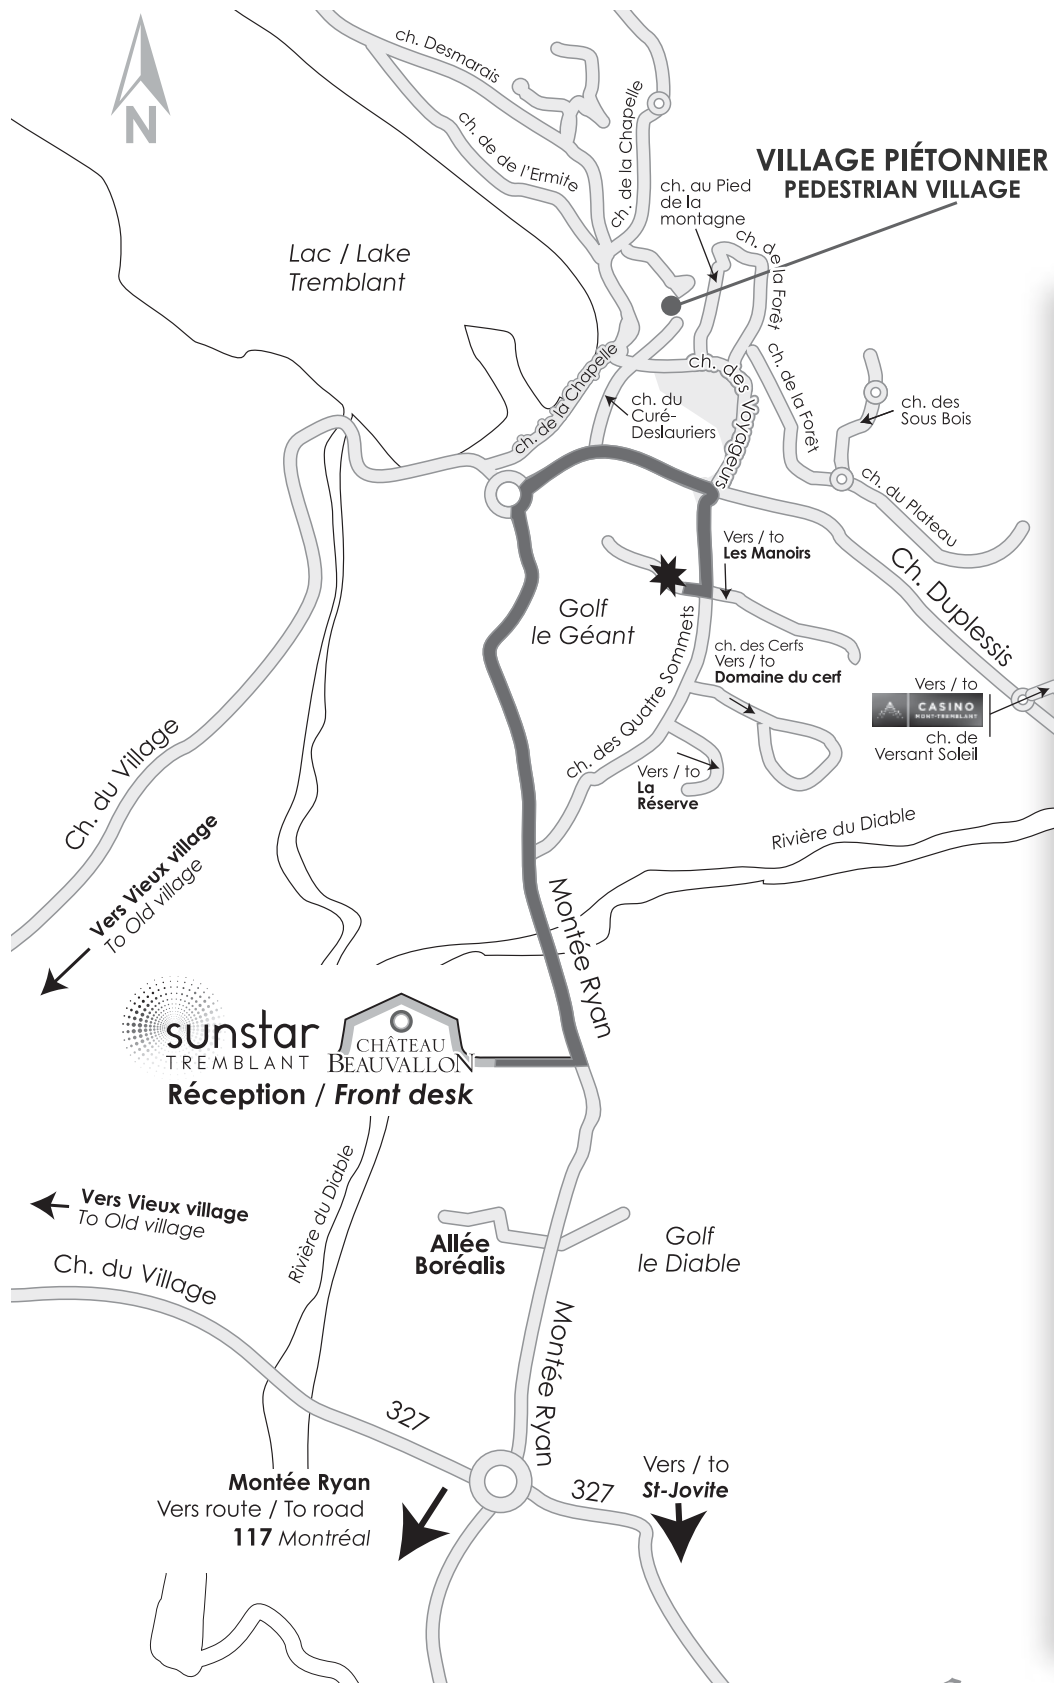 ch. Desmarais
N
ch. de de l'Ermite
ch. de la Chapelle
VILLAGE PIÉTONNIER
PEDESTRIAN VILLAGE
ch. au Pied
de la
montagne
ch. de la Forêt
Lac / Lake
Tremblant
ch. de la Chapelle
ch. des Voyageurs
ch. de la Forêt
ch. du
Curé-
Deslauriers
ch. des
Sous Bois
ch. du Plateau
Vers / to
Les Manoirs
Ch. Duplessis
Golf
le Géant
ch. des Cerfs
Vers / to
Domaine du cerf
Vers / to
CASINO
MONT-TREMBLANT
ch. de
Versant Soleil
ch. des Quatre Sommets
Vers / to
La
Réserve
Ch. du Village
Rivière du Diable
Vers Vieux village
To Old village
Montée Ryan
sunstar
TREMBLANT
CHÂTEAU
BEAUVALLON
Réception / Front desk
Rivière du Diable
Vers Vieux village
To Old village
Ch. du Village
Allée
Boréalis
Golf
le Diable
Montée Ryan
327
Montée Ryan
Vers route / To road
117 Montréal
327
Vers / to
St-Jovite